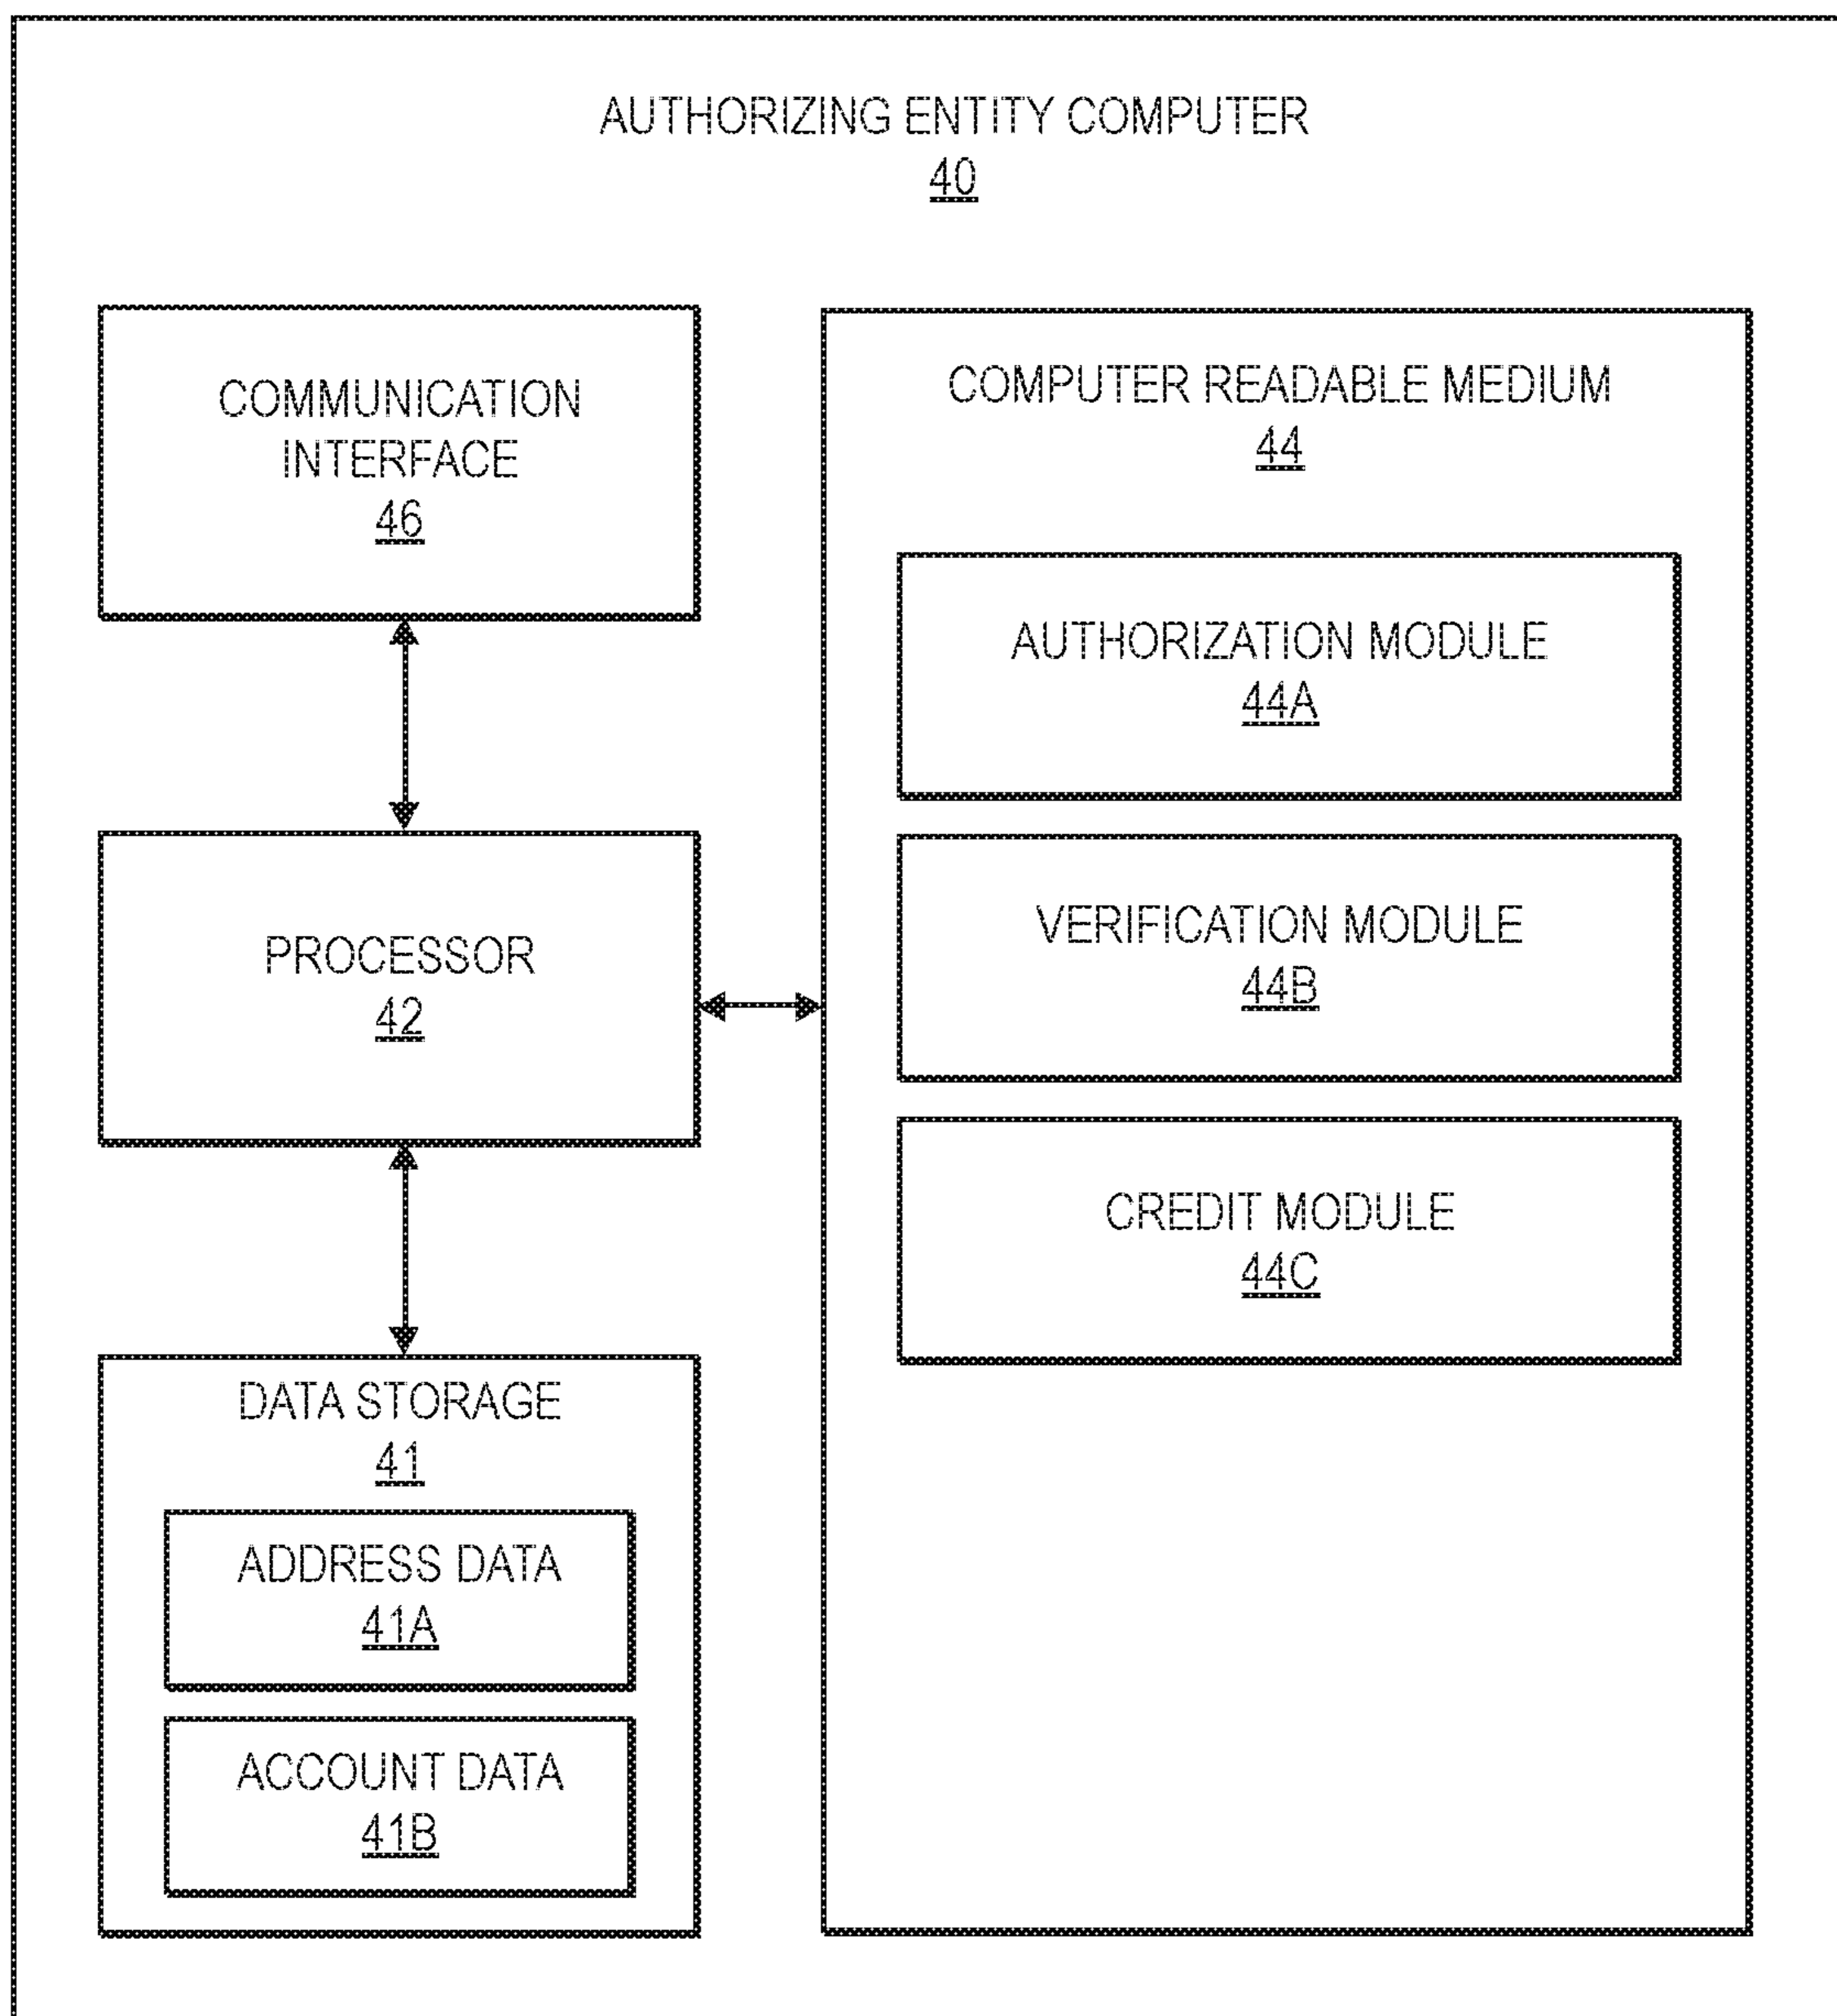 AUTHORIZING ENTITY COMPUTER
40
COMMUNICATION
INTERFACE
46
PROCESSOR
42
DATA STORAGE
41
ADDRESS DATA
41A
ACCOUNT DATA
41B
COMPUTER READABLE MEDIUM
44
AUTHORIZATION MODULE
44A
VERIFICATION MODULE
44B
CREDIT MODULE
44C